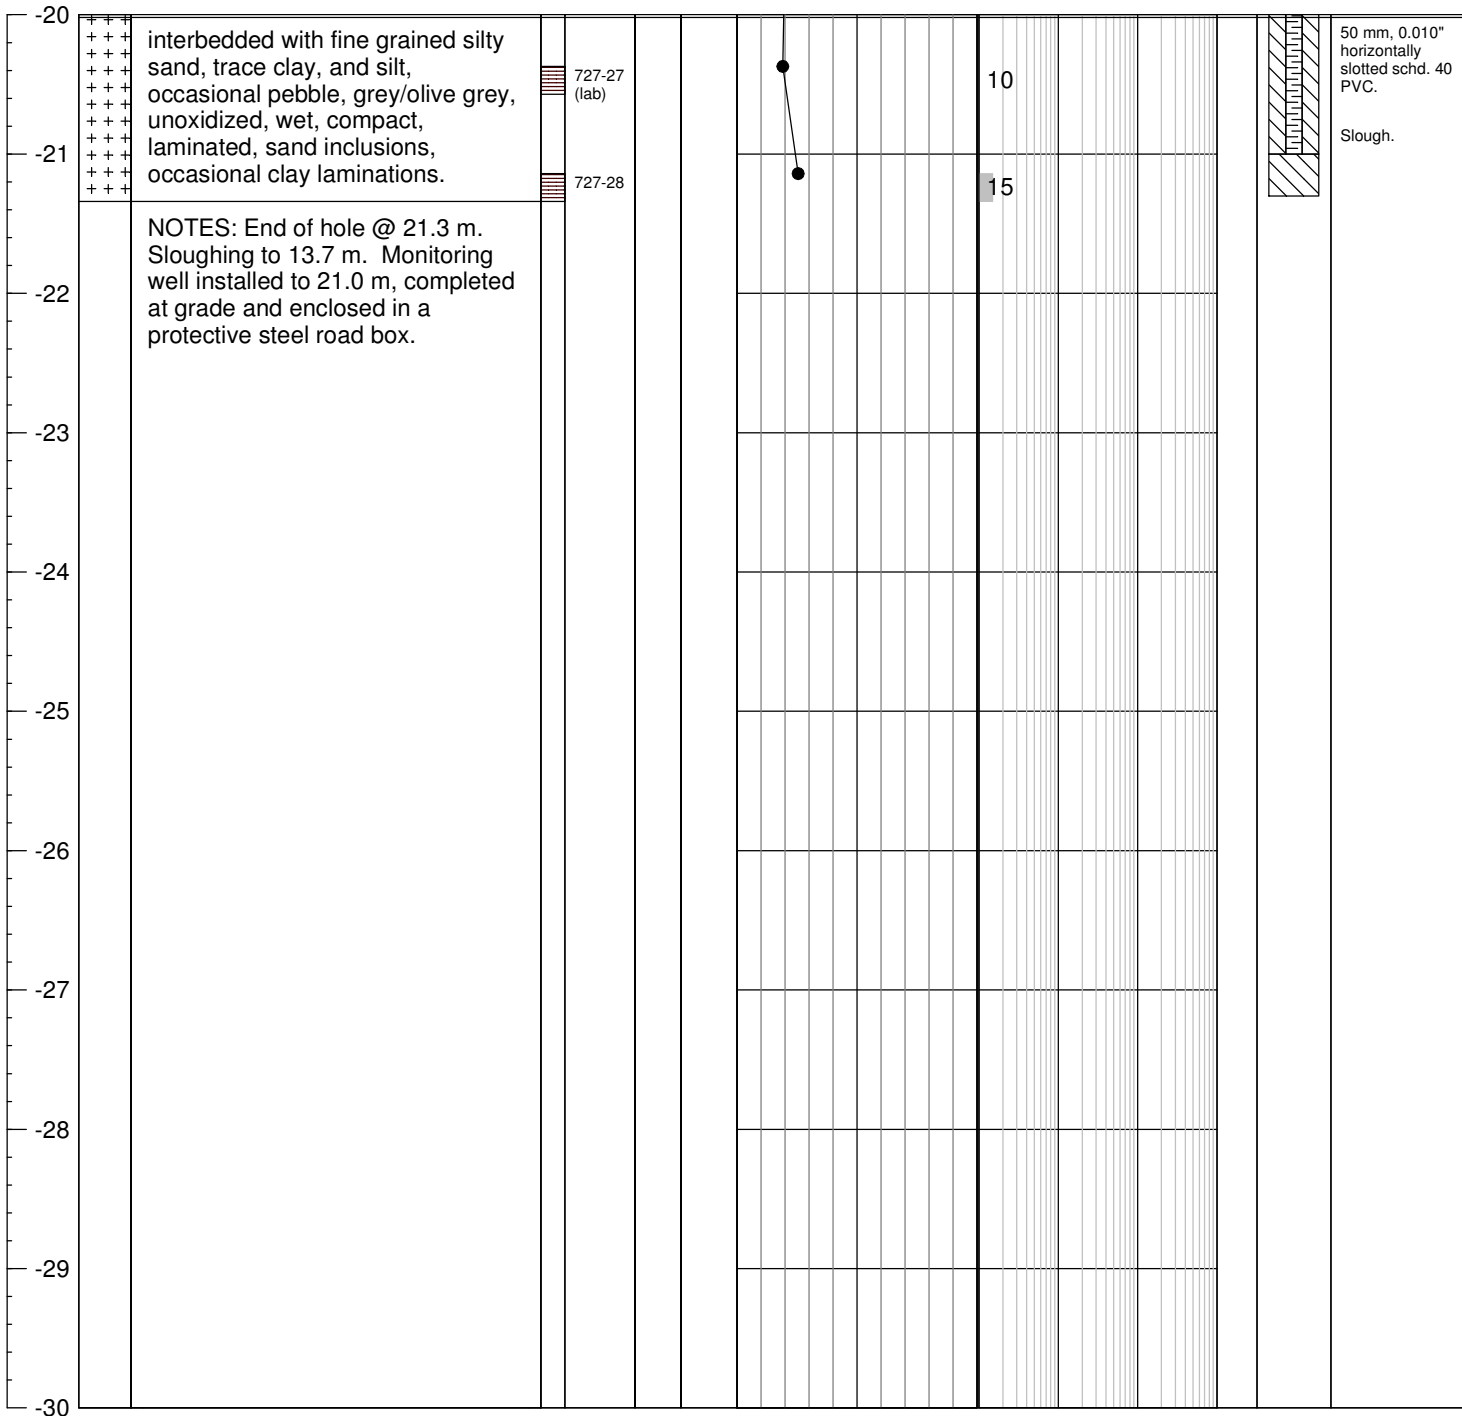 -20
interbedded with fine grained silty
sand, trace clay, and silt,
occasional pebble, grey/olive grey,
unoxidized, wet, compact,
laminated, sand inclusions,
occasional clay laminations.
727-27
(lab)
10
50 mm, 0.010"
horizontally
slotted schd. 40
PVC.
Slough.
-21
727-28
15
NOTES: End of hole @ 21.3 m.
Sloughing to 13.7 m. Monitoring
well installed to 21.0 m, completed
at grade and enclosed in a
protective steel road box.
-22
-23
-24
-25
-26
-27
-28
-29
-30